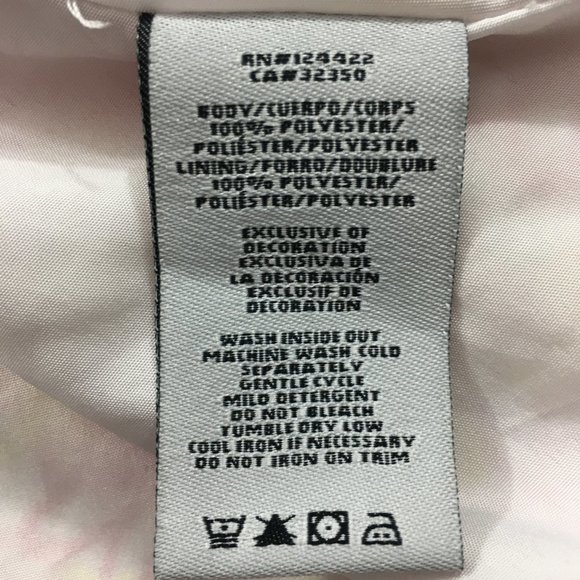 RN#124422
CA#32350
BODY/CUERPO/CORPS
100% POLYESTER/
POLIÉSTER/POLYESTER
LINING/FORRO/DOUBLURE
100% POLYESTER/
POLIÉSTER/POLYESTER
EXCLUSIVE OF
DECORATION
EXCLUSIVA DE
LA DECORACIÓN
EXCLUSIF DE
DECORATION
WASH INSIDE OUT
MACHINE WASH COLD
SEPARATELY
GENTLE CYCLE
MILD DETERGENT
DO NOT BLEACH
TUMBLE DRY LOW
COOL IRON IF NECESSARY
DO NOT IRON ON TRIM